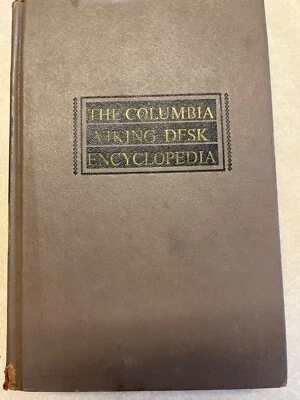 THE COLUMBIA
VIKING DESK
ENCYCLOPEDIA